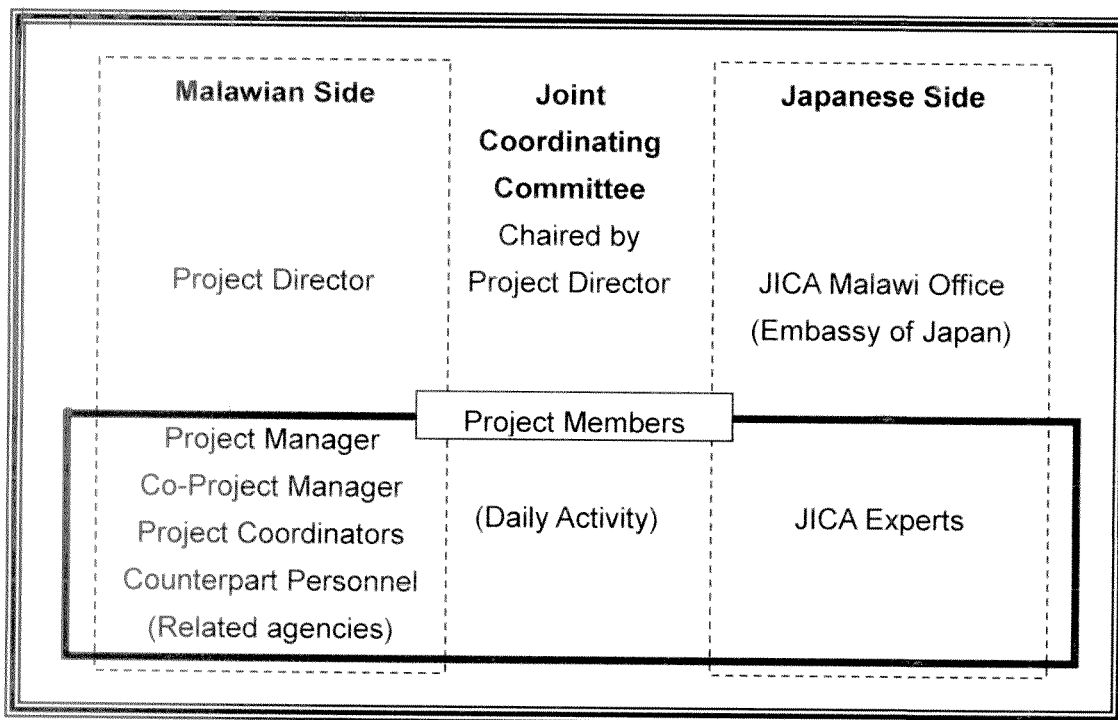 Malawian Side
Project Director
Joint
Coordinating
Committee
Chaired by
Project Director
Japanese Side
JICA Malawi Office
(Embassy of Japan)
Project Members
Project Manager
Co-Project Manager
Project Coordinators
Counterpart Personnel
(Related agencies)
(Daily Activity)
JICA Experts